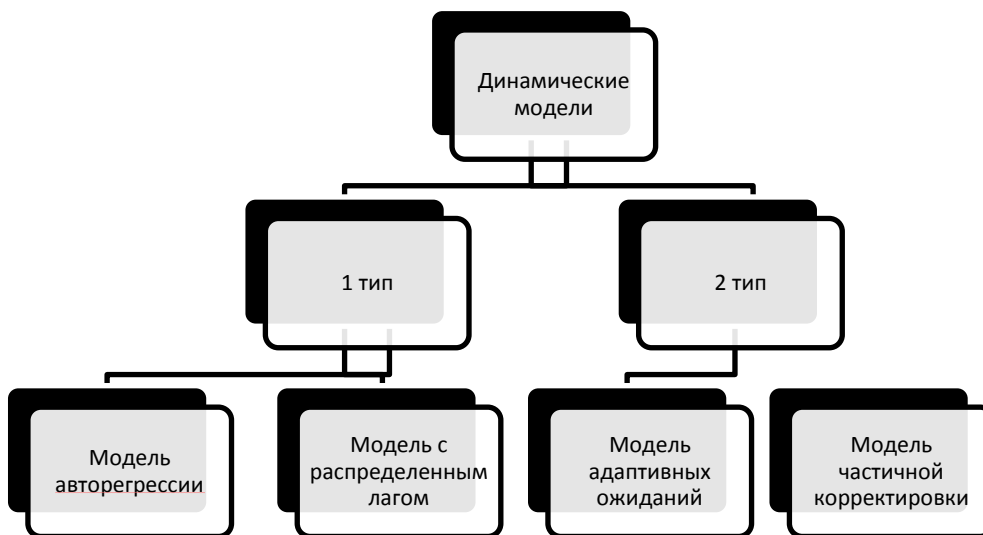 Динамические
модели
1 тип
2 тип
Модель
авторегрессии
Модель с
распределенным
лагом
Модель
адаптивных
ожиданий
Модель
частичной
корректировки